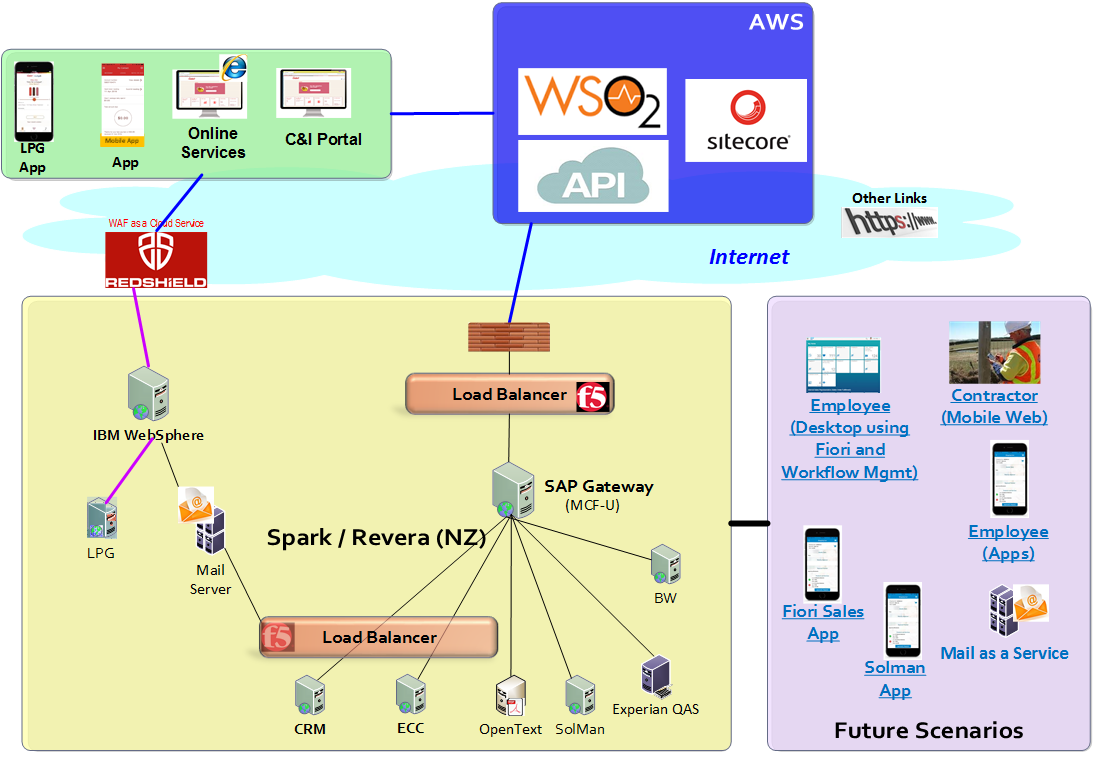 AWS
WSO2
sitecore
API
LPG
App
Mobile App
App
Online
Services
C&I Portal
WAF as a Cloud Service
REDSHIELD
Other Links
https://www.
Internet
Load Balancer
f5
IBM WebSphere
SAP Gateway
(MCF-U)
LPG
Mail
Server
Spark / Revera (NZ)
BW
f5
Load Balancer
CRM
ECC
OpenText
SolMan
Experian QAS
Employee
(Desktop using
Fiori and
Workflow Mgmt)
Contractor
(Mobile Web)
Employee
(Apps)
Fiori Sales
App
Solman
App
Mail as a Service
Future Scenarios